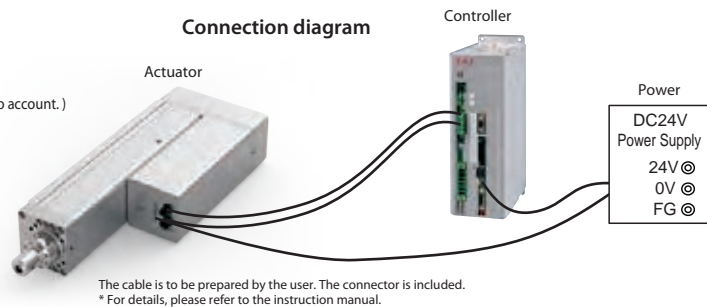 Connection diagram
Controller
Actuator
o account. )
Power
DC24V
Power Supply
24V
0V
FG
The cable is to be prepared by the user. The connector is included.
* For details, please refer to the instruction manual.